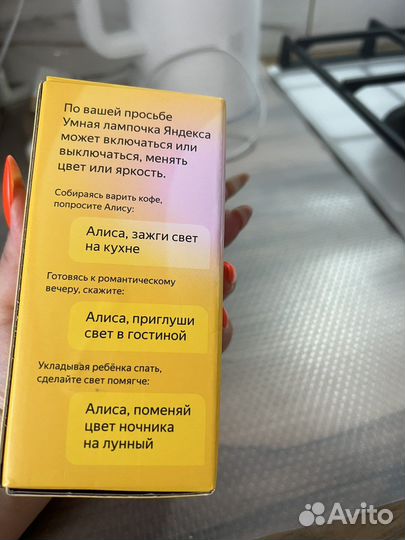 По вашей просьбе
Умная лампочка Яндекса
может включаться или
выключаться, менять
цвет или яркость.
Собираясь варить кофе,
попросите Алису:
Алиса, зажги свет
на кухне
Готовясь к романтическому
вечеру, скажите:
Алиса, приглуши
свет в гостиной
Укладывая ребёнка спать,
сделайте свет помягче:
Алиса, поменяй
цвет ночника
на лунный
Avito